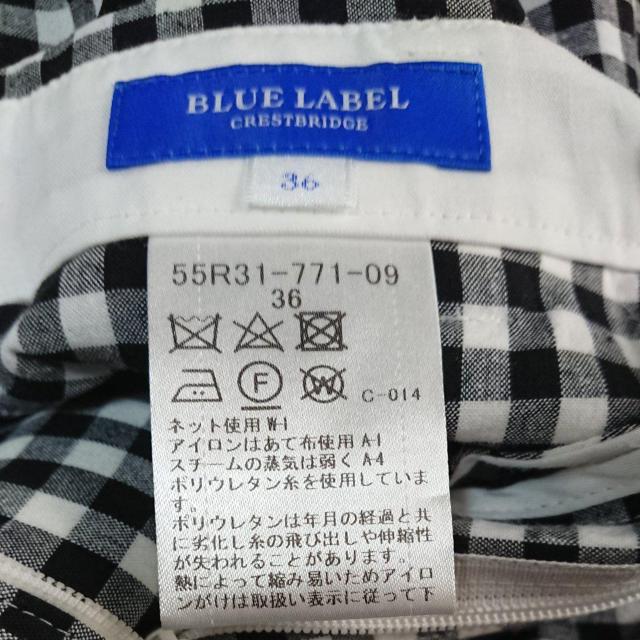 BLUE LABEL
CRESTBRIDGE
36
55R31-771-09
36
F
W
C-014
ネット使用 W-1
アイロンはあて布使用 A-1
スチームの蒸気は弱く A-4
ポリウレタン糸を使用していま
す。
ポリウレタンは年月の経過と共
に劣化し糸の飛び出しや伸縮性
が失われることがあります。
熱によって縮み易いためアイロ
ンがけは取扱い表示に従って下